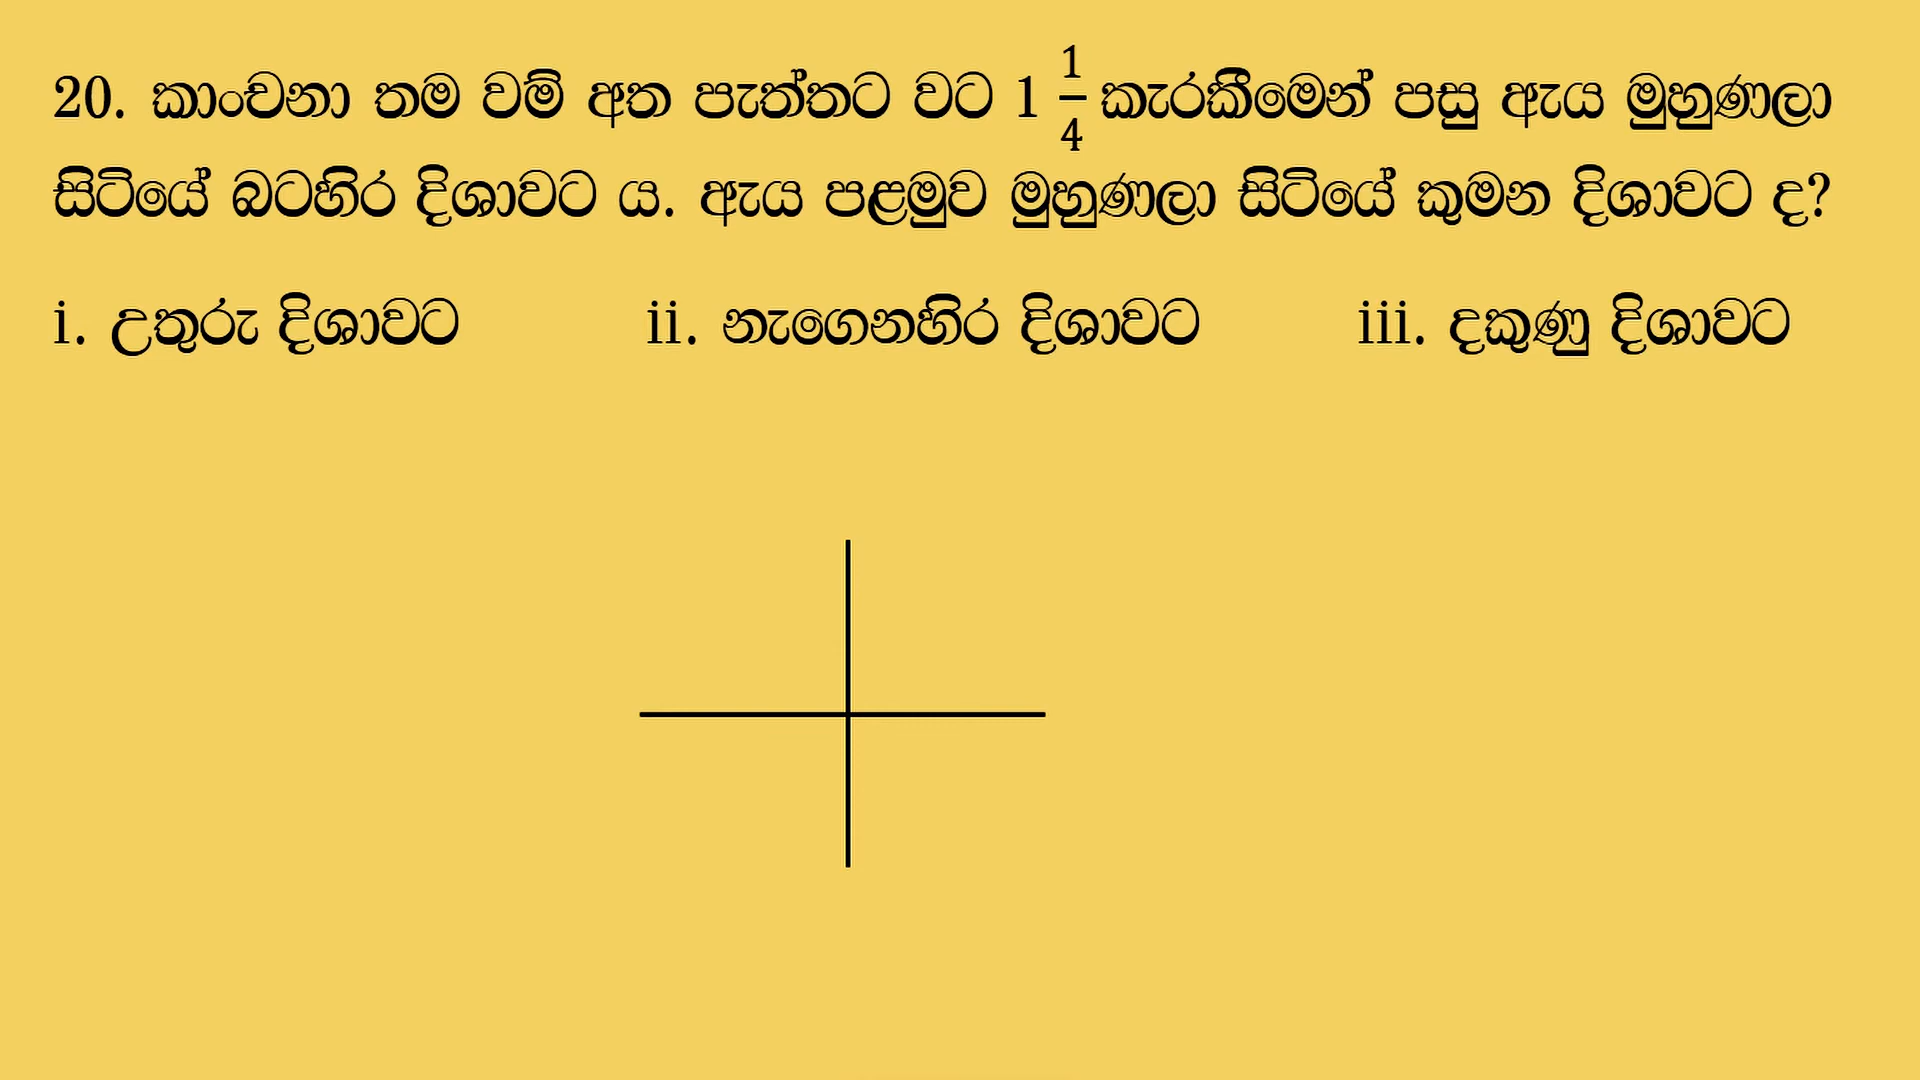 20. කාංචනා තම වම් අත පැත්තට වට 1 1/4 කැරකීමෙන් පසු ඇය මුහුණලා
සිටියේ බටහිර දිශාවට ය. ඇය පළමුව මුහුණලා සිටියේ කුමන දිශාවට ද?
i. උතුරු දිශාවට ii. නැගෙනහිර දිශාවට iii. දකුණු දිශාවට